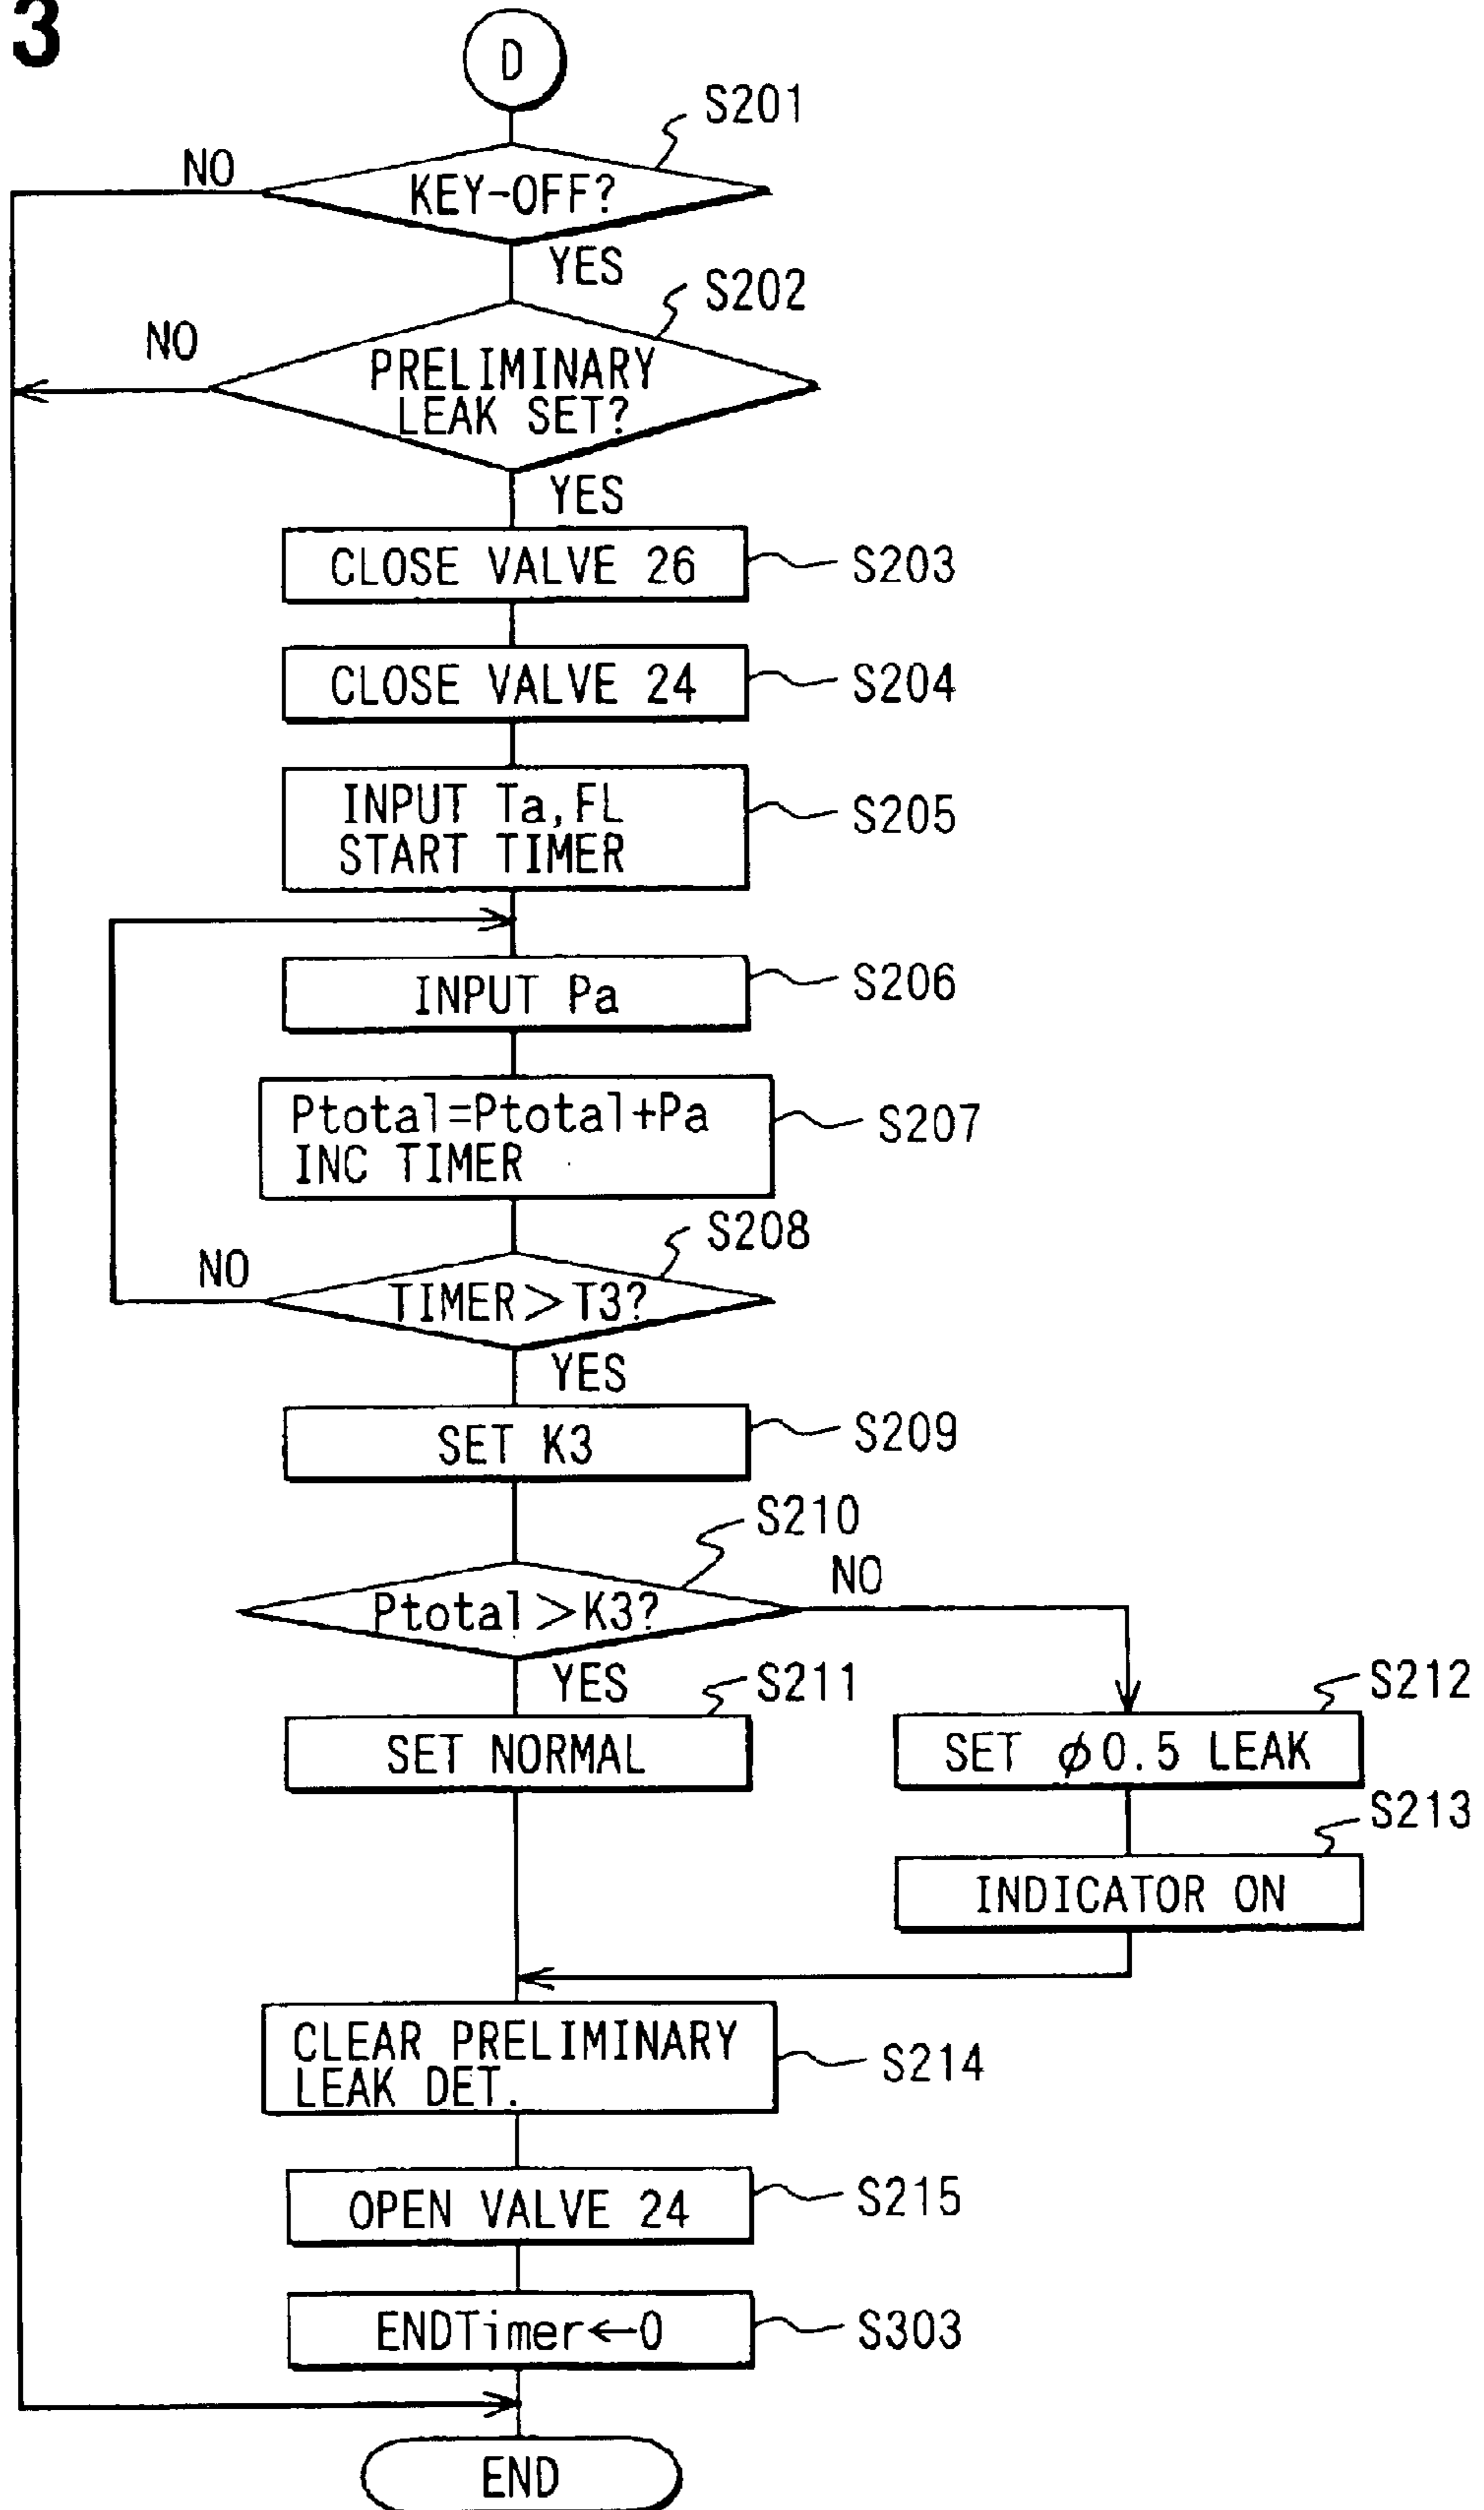 3
D
S201
NO
KEY-OFF?
YES
S202
NO
PRELIMINARY
LEAK SET?
YES
CLOSE VALVE 26
S203
CLOSE VALVE 24
S204
INPUT Ta,FL
START TIMER
S205
INPUT Pa
S206
Ptotal=Ptotal+Pa
INC TIMER
S207
S208
NO
TIMER>T3?
YES
SET K3
S209
S210
NO
Ptotal>K3?
YES
S211
S212
SET NORMAL
SET φ0.5 LEAK
S213
INDICATOR ON
CLEAR PRELIMINARY
LEAK DET.
S214
OPEN VALVE 24
S215
ENDTimer←0
S303
END